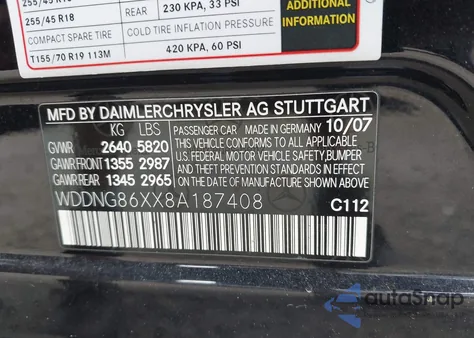 255/45 R18
REAR
230 KPA, 33 PSI
255/45 R18
COMPACT SPARE TIRE
COLD TIRE INFLATION PRESSURE
T155/70 R19 113M
420 KPA, 60 PSI
ADDITIONAL
INFORMATION
MFD BY DAIMLERCHRYSLER AG STUTTGART
KG LBS
PASSENGER CAR MADE IN GERMANY 10/07
GVWR 2640 5820
THIS VEHICLE CONFORMS TO ALL APPLICABLE
GAWR FRONT 1355 2987
U.S. FEDERAL MOTOR VEHICLE SAFETY, BUMPER
GAWR REAR 1345 2965
AND THEFT PREVENTION STANDARDS IN EFFECT
ON THE DATE OF MANUFACTURE SHOWN ABOVE.
WDDNG86XX8A187408
C112
autoSnap